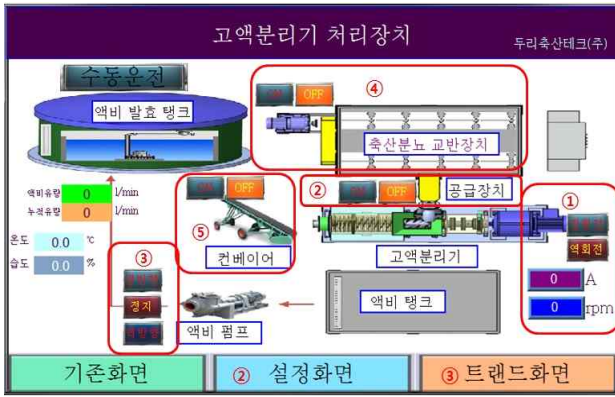 고액분리기 처리장치
두리축산테크(주)
수동운전
④
OFF
액비 발효 탱크
축산분뇨 교반장치
액비유량 0 l/min
누적유량 0 l/min
OFF
② OFF
공급장치
①
⑤
온도 0.0 ℃
습도 0.0 %
③
컨베이어
고액분리기
역회전
0 A
정지
액비 탱크
0 rpm
액비 펌프
기존화면
② 설정화면
③ 트랜드화면